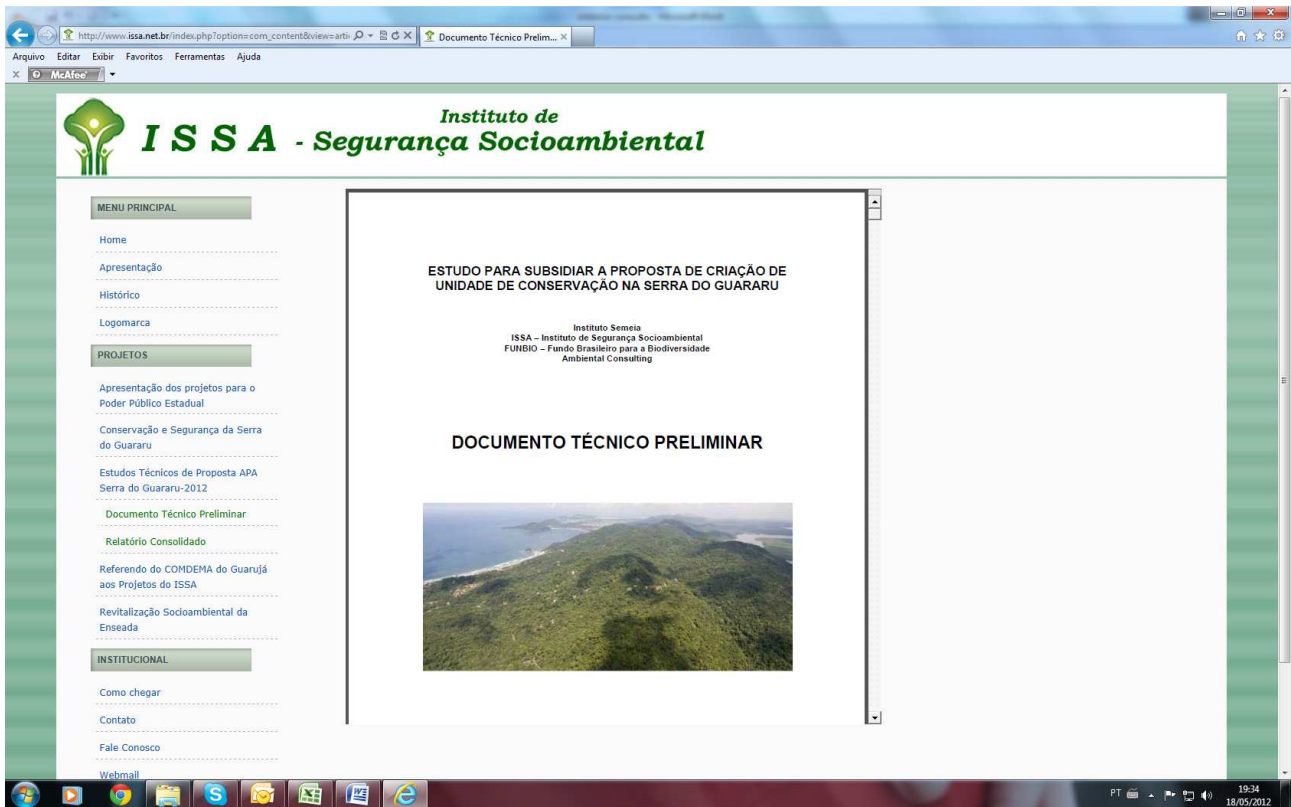 http://www.issa.net.br/index.php?option=com_content&view=arti
Documento Técnico Prelim...
Arquivo Editar Exibir Favoritos Ferramentas Ajuda
McAfee
Instituto de
ISSA - Segurança Socioambiental
MENU PRINCIPAL
Home
Apresentação
Histórico
Logomarca
PROJETOS
Apresentação dos projetos para o
Poder Público Estadual
Conservação e Segurança da Serra
do Guararu
Estudos Técnicos de Proposta APA
Serra do Guararu-2012
Documento Técnico Preliminar
Relatório Consolidado
Referendo do COMDEMA do Guarujá
aos Projetos do ISSA
Revitalização Socioambiental da
Enseada
INSTITUCIONAL
Como chegar
Contato
Fale Conosco
Webmail
ESTUDO PARA SUBSIDIAR A PROPOSTA DE CRIAÇÃO DE
UNIDADE DE CONSERVAÇÃO NA SERRA DO GUARARU
Instituto Semeia
ISSA – Instituto de Segurança Socioambiental
FUNBIO – Fundo Brasileiro para a Biodiversidade
Ambiental Consulting
DOCUMENTO TÉCNICO PRELIMINAR
PT
19:34
18/05/2012